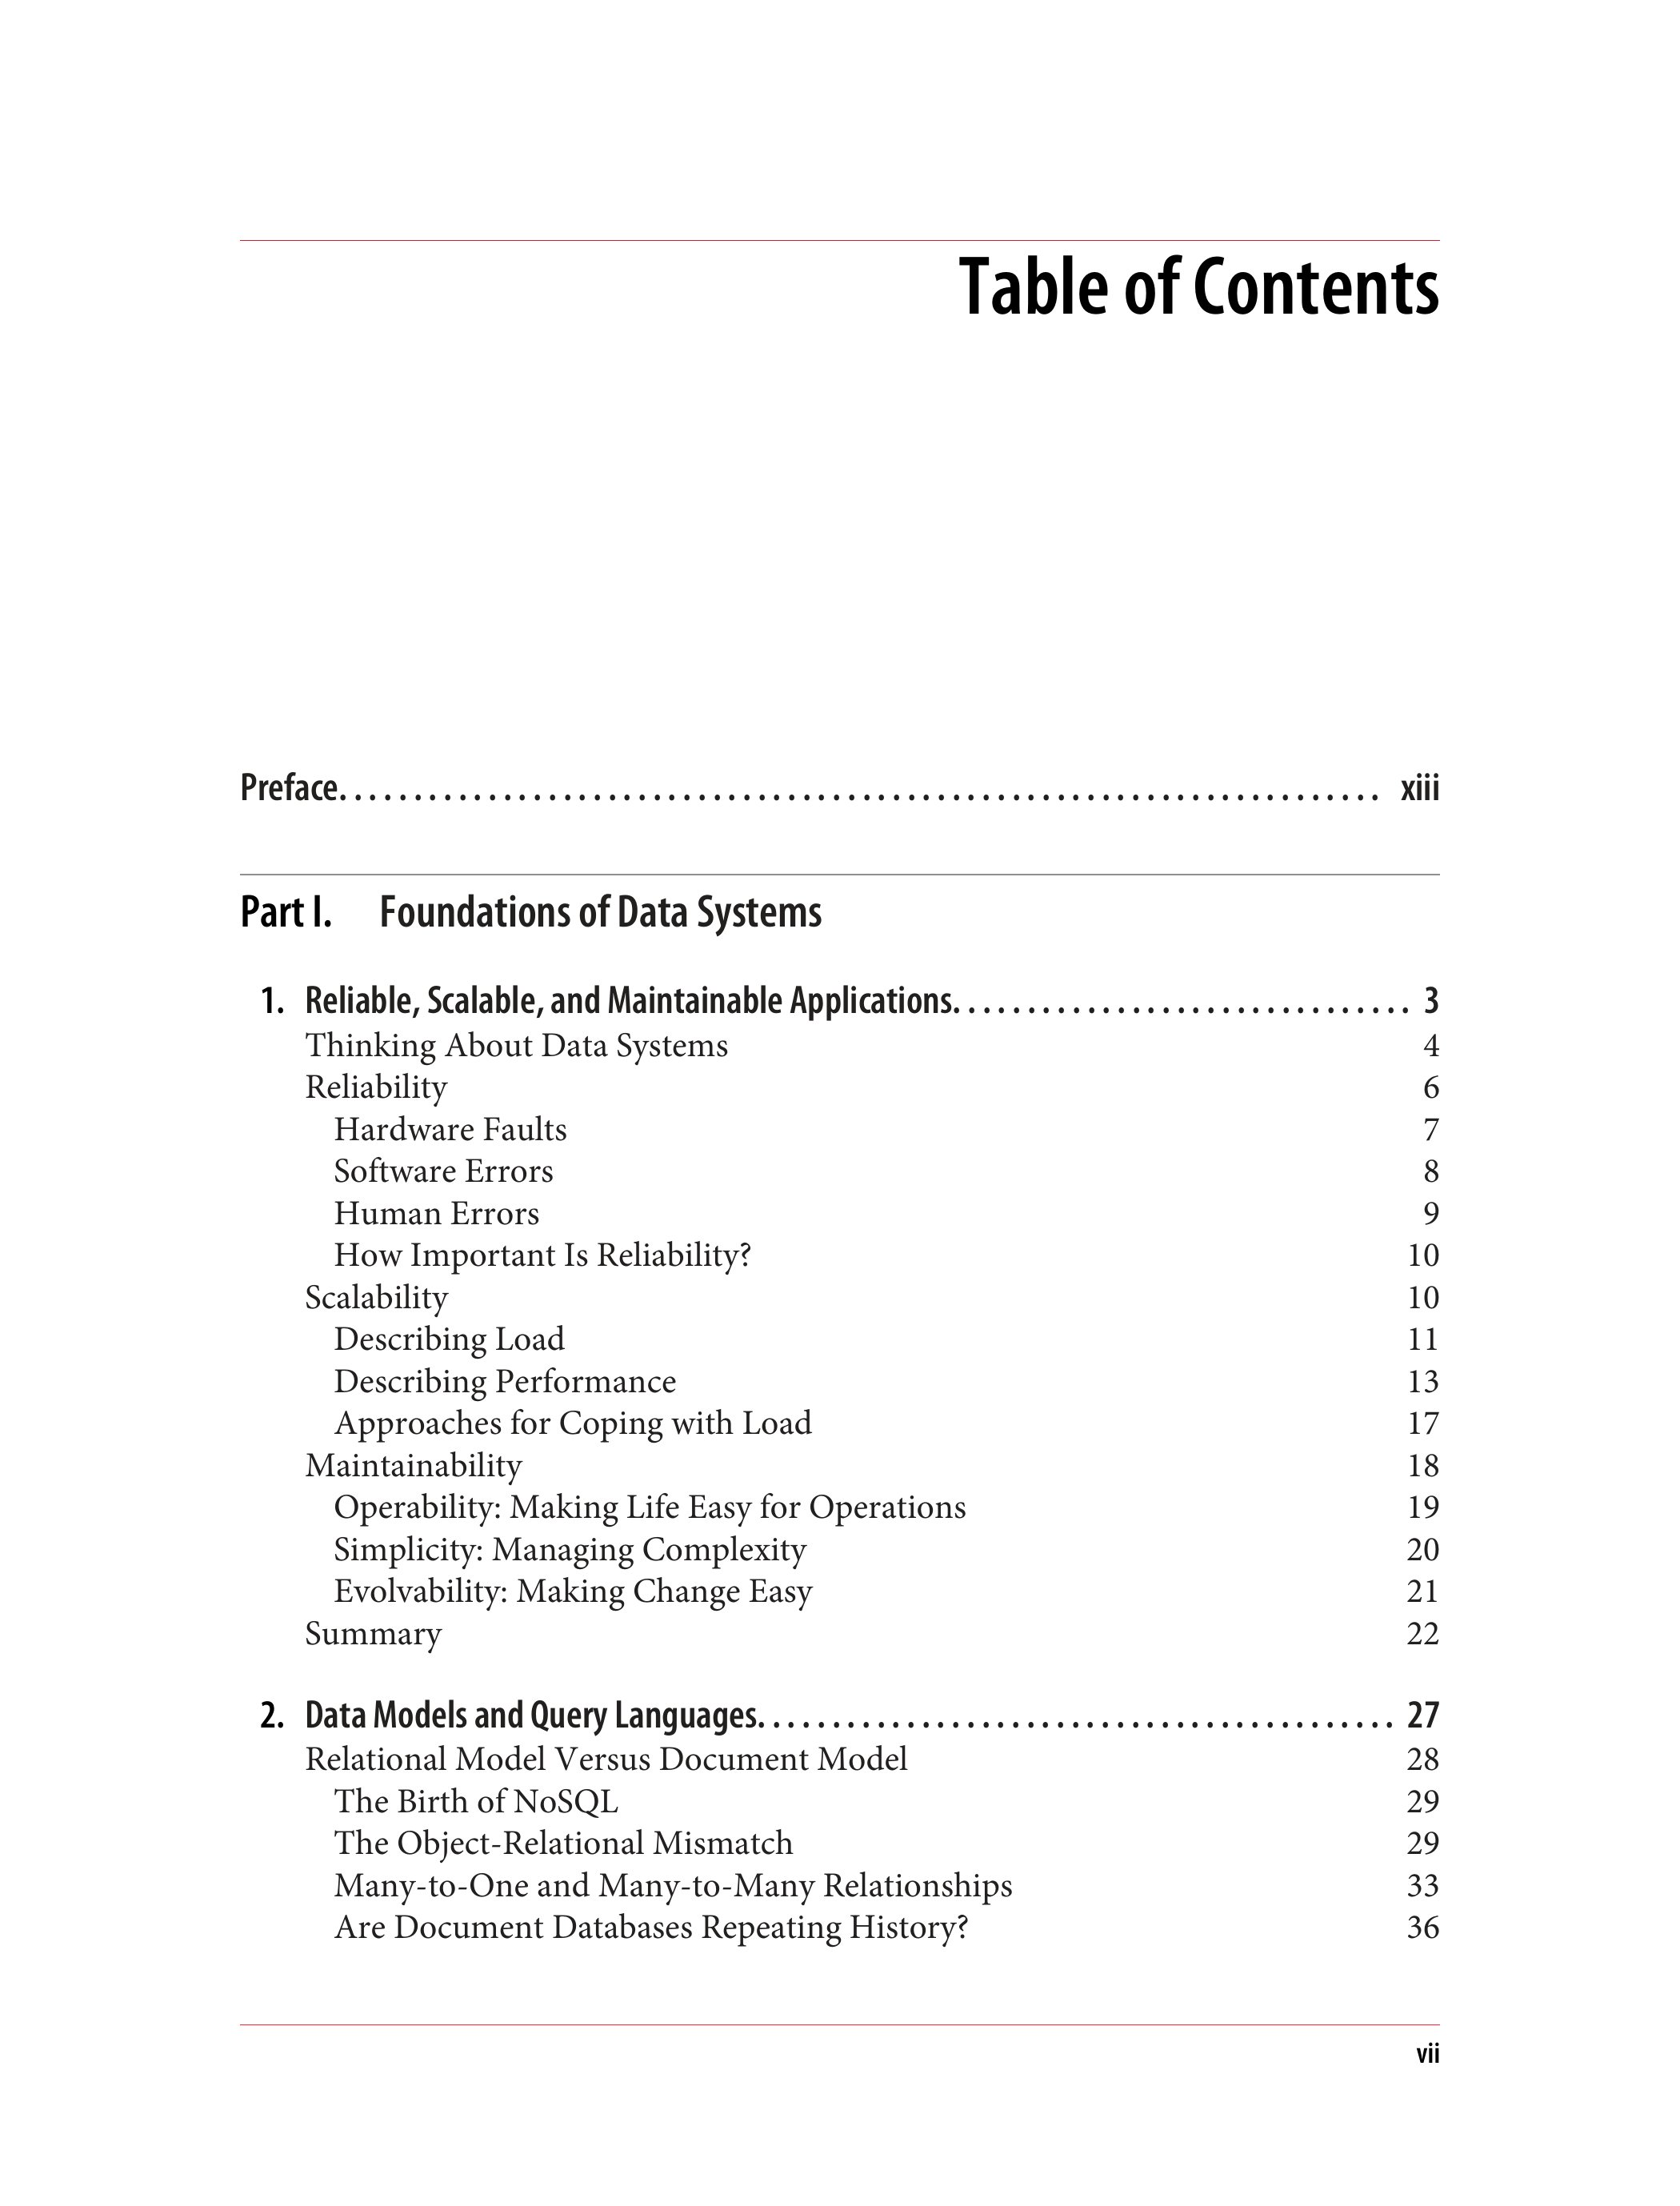 Table of Contents
Preface. . . . . . . . . . . . . . . . . . . . . . . . . . . . . . . . . . . . . . . . . . . . . . . . . . . . . . . . . . . . . . . . . . . . . . xiii
Part I. Foundations of Data Systems
1. Reliable, Scalable, and Maintainable Applications. . . . . . . . . . . . . . . . . . . . . . . . . . . . . . . 3
Thinking About Data Systems 4
Reliability 6
Hardware Faults 7
Software Errors 8
Human Errors 9
How Important Is Reliability? 10
Scalability 10
Describing Load 11
Describing Performance 13
Approaches for Coping with Load 17
Maintainability 18
Operability: Making Life Easy for Operations 19
Simplicity: Managing Complexity 20
Evolvability: Making Change Easy 21
Summary 22
2. Data Models and Query Languages. . . . . . . . . . . . . . . . . . . . . . . . . . . . . . . . . . . . . . . . . . . 27
Relational Model Versus Document Model 28
The Birth of NoSQL 29
The Object-Relational Mismatch 29
Many-to-One and Many-to-Many Relationships 33
Are Document Databases Repeating History? 36
vii